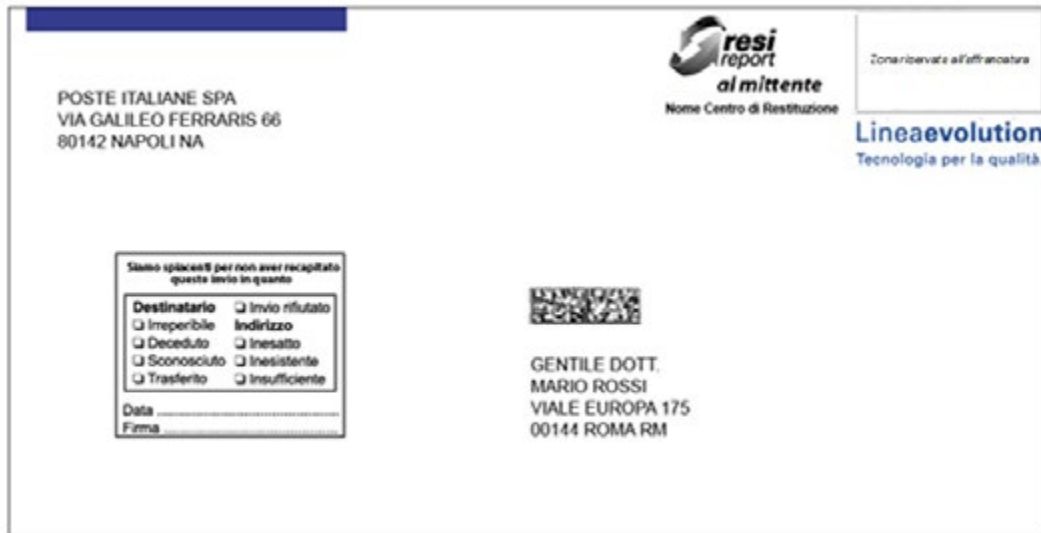 POSTE ITALIANE SPA
VIA GALILEO FERRARIS 66
80142 NAPOLI NA
resi
report
al mittente
Nome Centro di Restituzione
Zona riservata all'affrancatura
Lineaevolution
Tecnologia per la qualità.
Siamo spiacenti per non aver recapitato
questo invio in quanto
Destinatario ❑ Invio rifiutato
❑ Irreperibile Indirizzo
❑ Deceduto ❑ Inesatto
❑ Sconosciuto ❑ Inesistente
❑ Trasferito ❑ Insufficiente
Data
Firma
GENTILE DOTT.
MARIO ROSSI
VIALE EUROPA 175
00144 ROMA RM